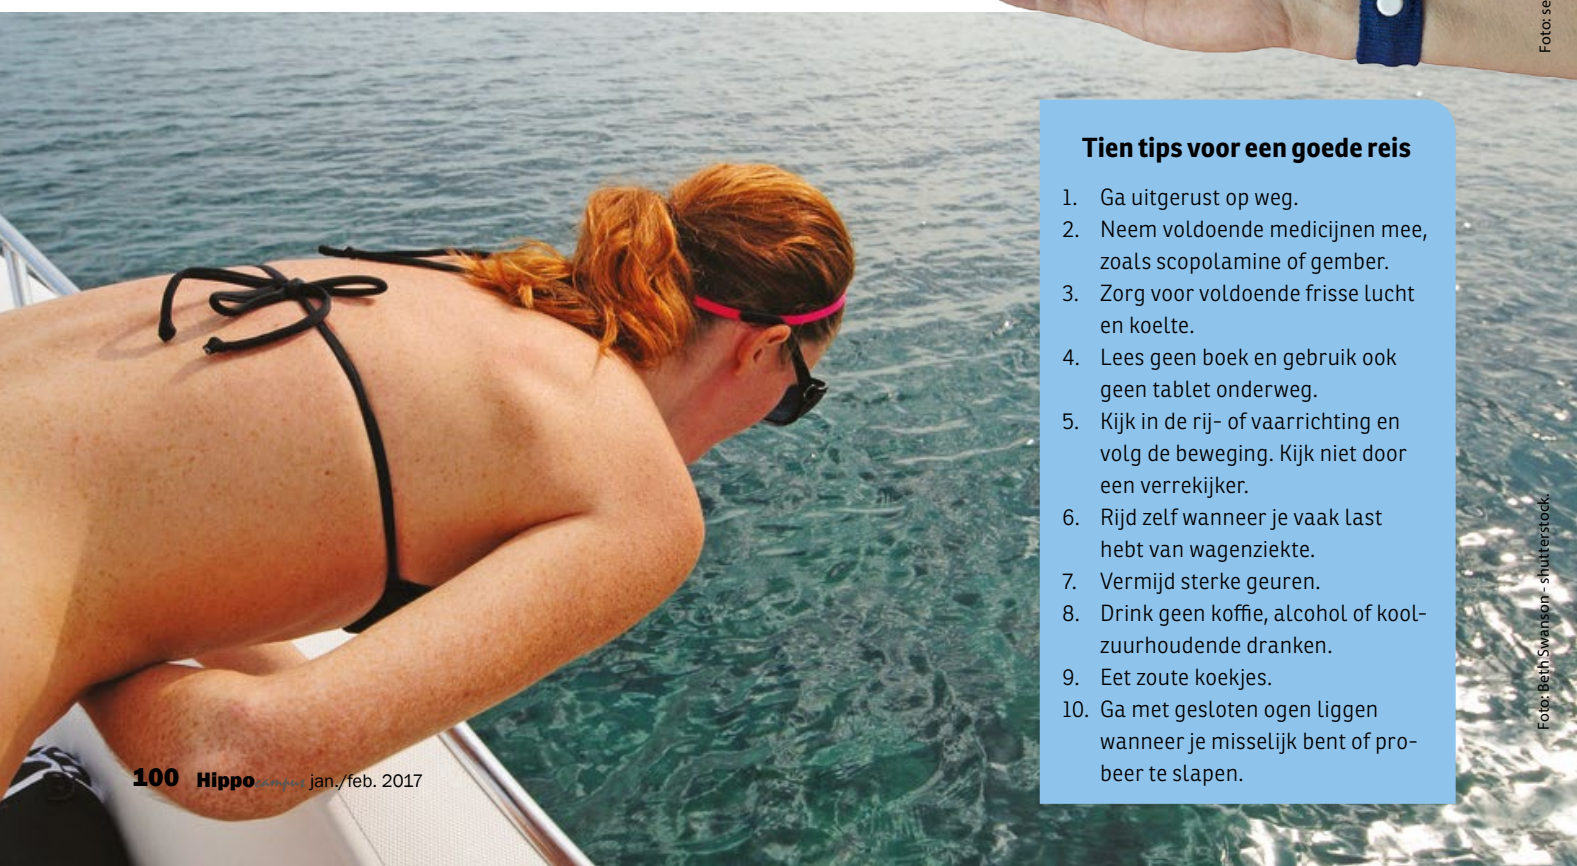 Foto: se
Tien tips voor een goede reis
1. Ga uitgerust op weg.
2. Neem voldoende medicijnen mee,
zoals scopolamine of gember.
3. Zorg voor voldoende frisse lucht
en koelte.
4. Lees geen boek en gebruik ook
geen tablet onderweg.
5. Kijk in de rij- of vaarrichting en
volg de beweging. Kijk niet door
een verrekijker.
6. Rijd zelf wanneer je vaak last
hebt van wagenziekte.
7. Vermijd sterke geuren.
8. Drink geen koffie, alcohol of kool-
zuurhoudende dranken.
9. Eet zoute koekjes.
10. Ga met gesloten ogen liggen
wanneer je misselijk bent of pro-
beer te slapen.
Foto: Beth Swanson - shutterstock.
100 Hippo jan./feb. 2017